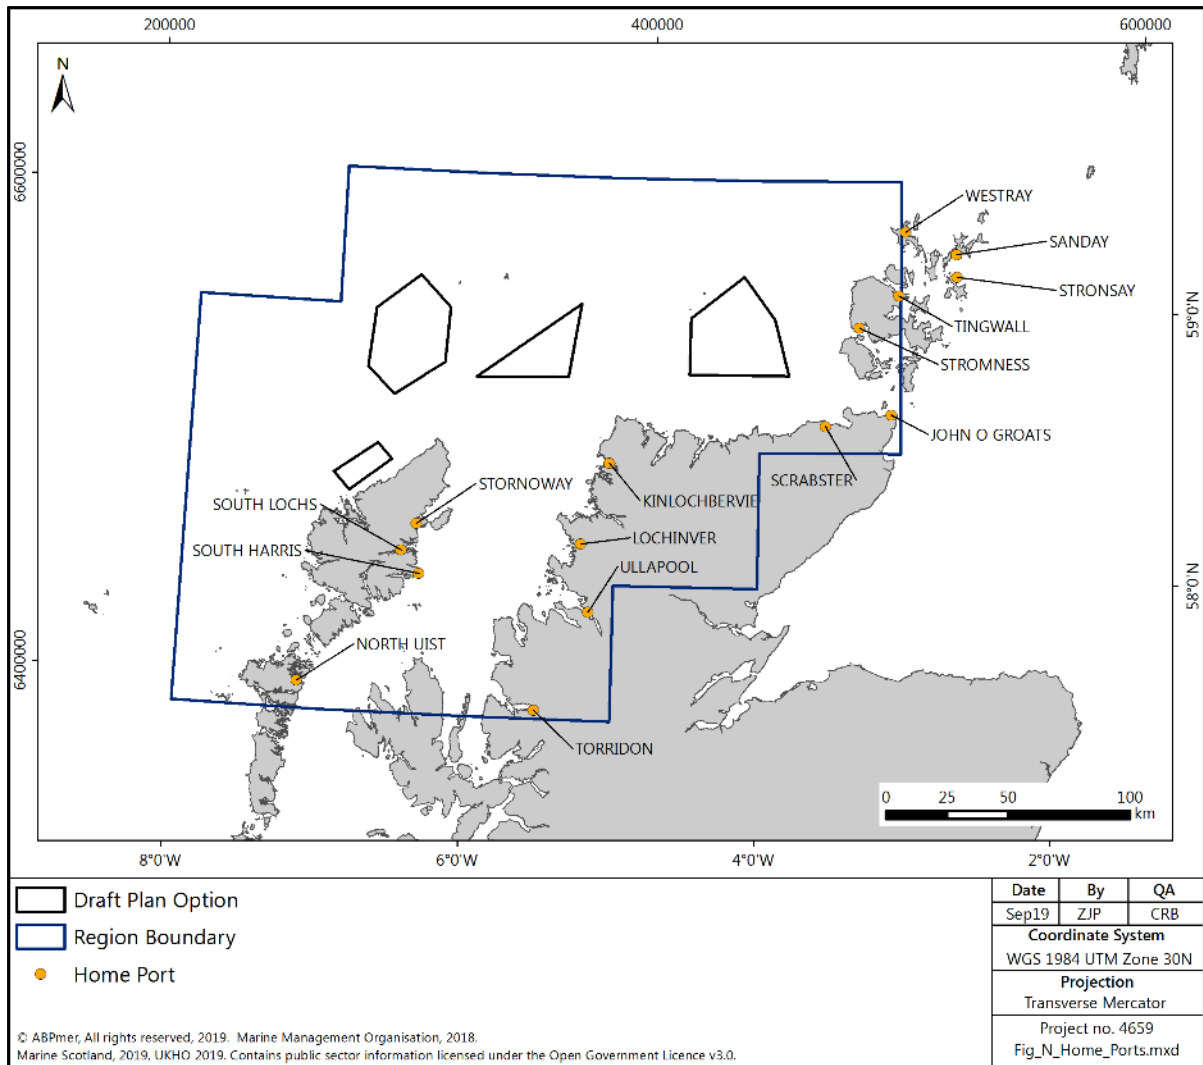 200000
400000
600000
N
6600000
6400000
59°0'N
58°0'N
WESTRAY
SANDAY
STRONSAY
TINGWALL
STROMNESS
JOHN O GROATS
SCRABSTER
KINLOCHBERVIE
STORNOWAY
SOUTH LOCHS
LOCHINVER
SOUTH HARRIS
ULLAPOOL
NORTH UIST
TORRIDON
0 25 50 100
km
8°0'W
6°0'W
4°0'W
2°0'W
Draft Plan Option
Region Boundary
Home Port
© ABPmer, All rights reserved, 2019. Marine Management Organisation, 2018.
Marine Scotland, 2019, UKHO 2019. Contains public sector information licensed under the Open Government Licence v3.0.
Date By QA
Sep19 ZJP CRB
Coordinate System
WGS 1984 UTM Zone 30N
Projection
Transverse Mercator
Project no. 4659
Fig_N_Home_Ports.mxd